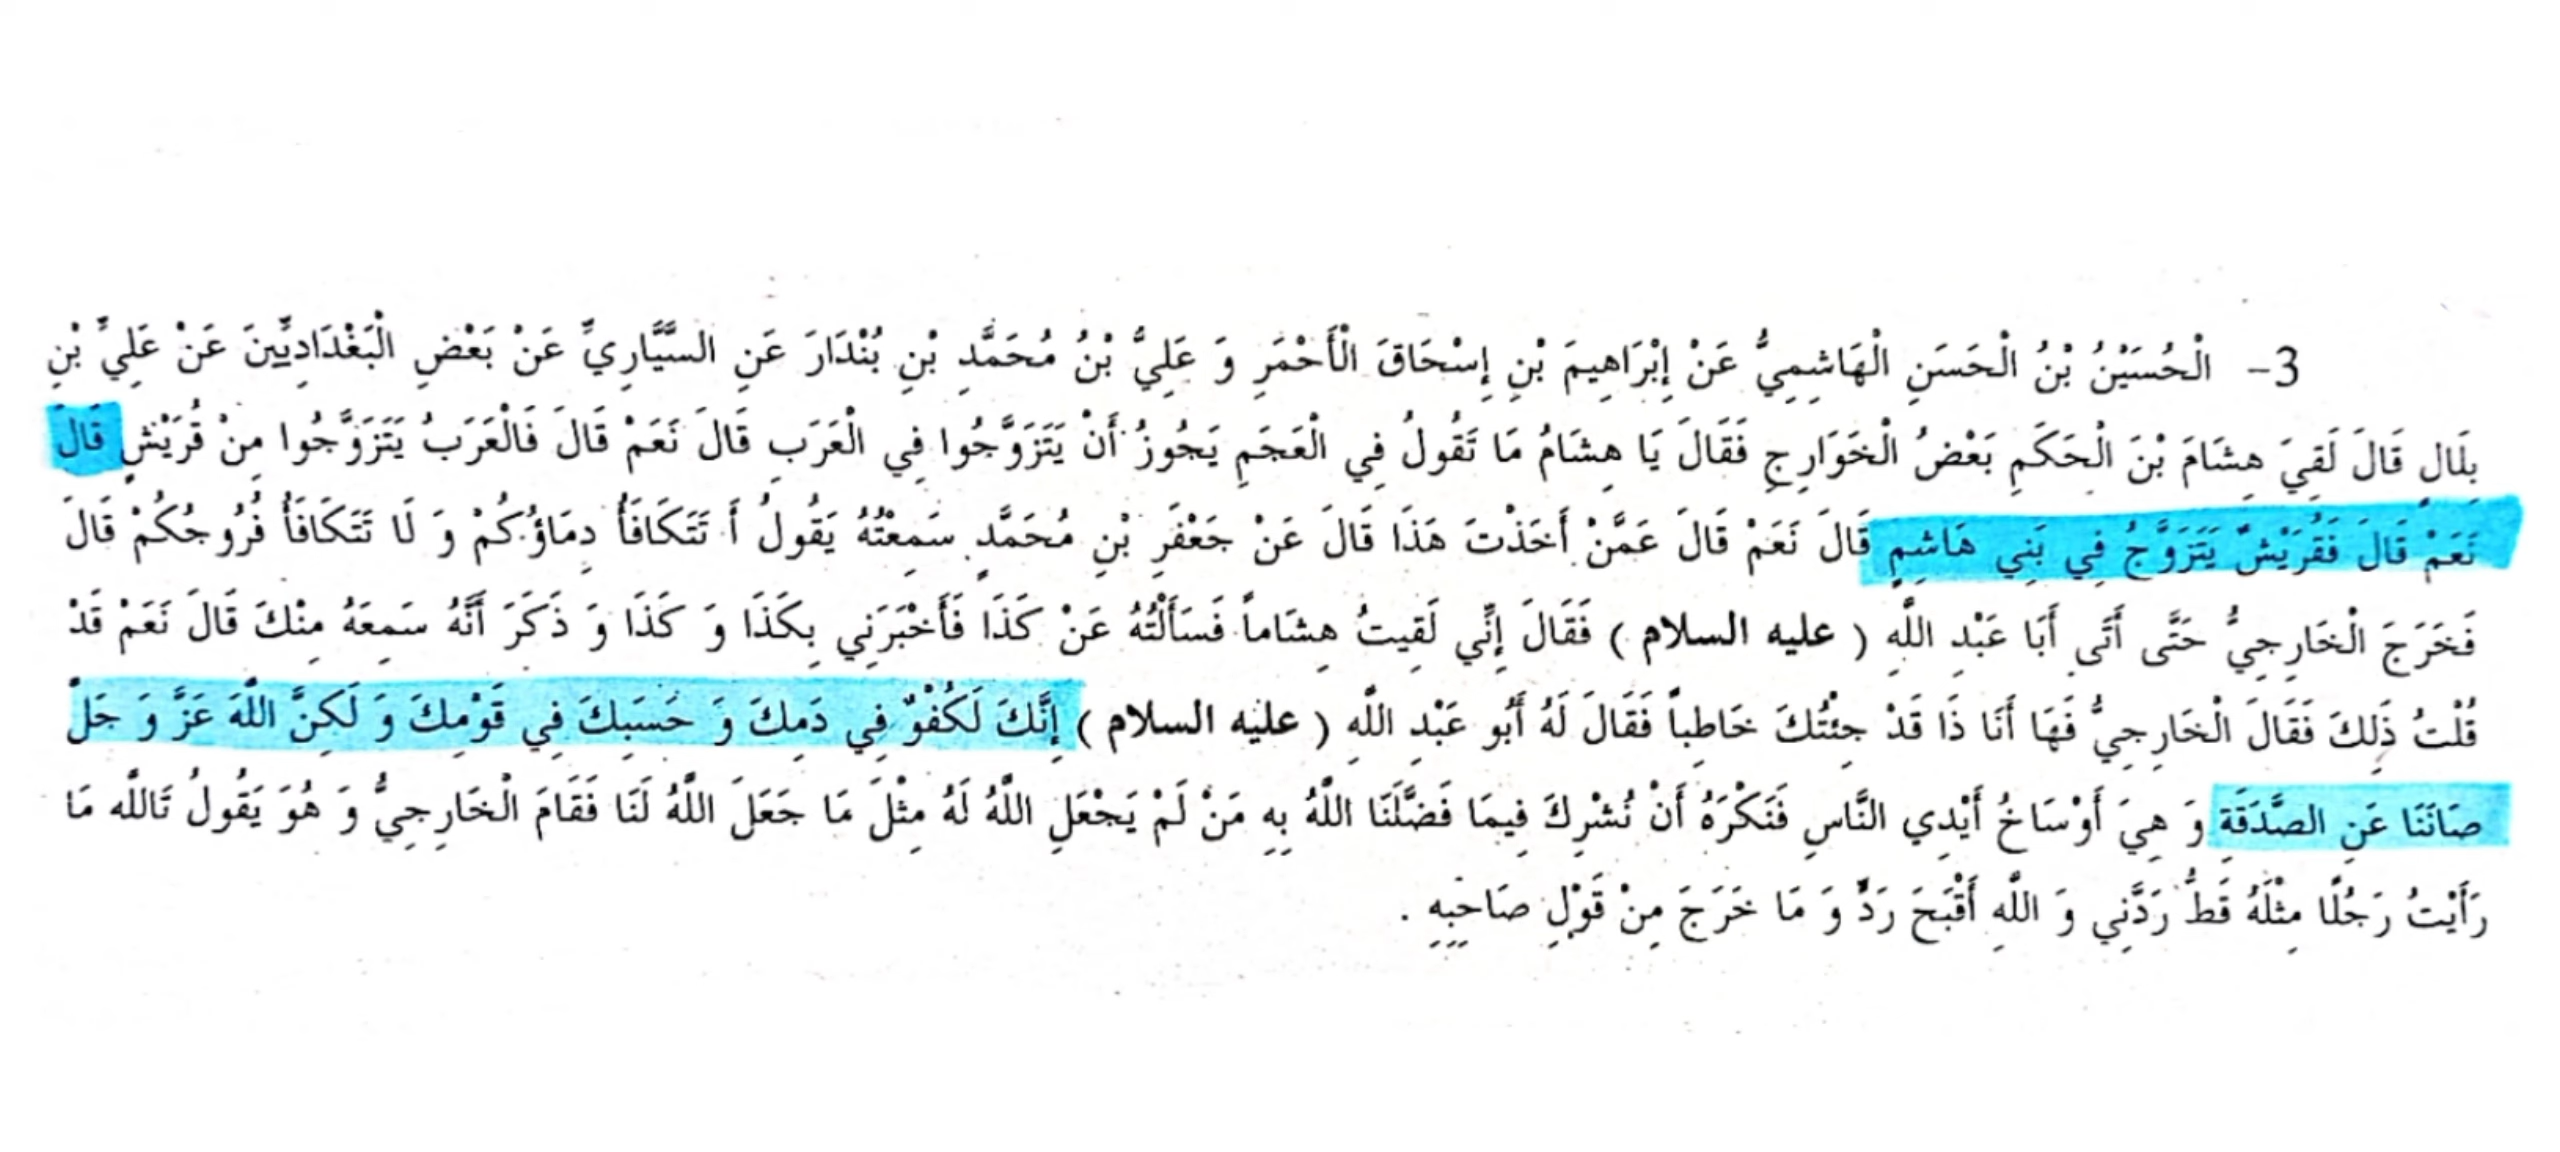 3- الْحُسَيْنُ بْنُ الْحَسَنِ الْهَاشِمِيُّ عَنْ إِبْرَاهِيمَ بْنِ إِسْحَاقَ الْأَحْمَرِ وَ عَلِيُّ بْنُ مُحَمَّدِ بْنِ بُنْدَارَ عَنِ السَّيَّارِيِّ عَنْ بَعْضِ الْبَغْدَادِيِّينَ عَنْ عَلِيِّ بْنِ
بِلَالٍ قَالَ لَقِيَ هِشَامَ بْنَ الْحَكَمِ بَعْضُ الْخَوَارِجِ فَقَالَ يَا هِشَامُ مَا تَقُولُ فِي الْعَجَمِ يَجُوزُ أَنْ يَتَزَوَّجُوا فِي الْعَرَبِ قَالَ نَعَمْ قَالَ فَالْعَرَبُ يَتَزَوَّجُوا مِنْ قُرَيْشٍ قَالَ
نَعَمْ قَالَ فَقُرَيْشٌ يَتَزَوَّجُ فِي بَنِي هَاشِمٍ قَالَ نَعَمْ قَالَ عَمَّنْ أَخَذْتَ هَذَا قَالَ عَنْ جَعْفَرِ بْنِ مُحَمَّدٍ سَمِعْتُهُ يَقُولُ أَ تَتَكَافَأُ دِمَاؤُكُمْ وَ لَا تَتَكَافَأُ فُرُوجُكُمْ قَالَ
فَخَرَجَ الْخَارِجِيُّ حَتَّى أَتَى أَبَا عَبْدِ اللَّهِ ( عليه السلام ) فَقَالَ إِنِّي لَقِيتُ هِشَاماً فَسَأَلْتُهُ عَنْ كَذَا فَأَخْبَرَنِي بِكَذَا وَ كَذَا وَ ذَكَرَ أَنَّهُ سَمِعَهُ مِنْكَ قَالَ نَعَمْ قَدْ
قُلْتُ ذَلِكَ فَقَالَ الْخَارِجِيُّ فَهَا أَنَا ذَا قَدْ جِئْتُكَ خَاطِباً فَقَالَ لَهُ أَبُو عَبْدِ اللَّهِ ( عليه السلام ) إِنَّكَ لَكُفْوٌ فِي دَمِكَ وَ حَسَبِكَ فِي قَوْمِكَ وَ لَكِنَّ اللَّهَ عَزَّ وَ جَلَّ
صَانَنَا عَنِ الصَّدَقَةِ وَ هِيَ أَوْسَاخُ أَيْدِي النَّاسِ فَنَكْرَهُ أَنْ نُشْرِكَ فِيمَا فَضَّلَنَا اللَّهُ بِهِ مَنْ لَمْ يَجْعَلِ اللَّهُ لَهُ مِثْلَ مَا جَعَلَ اللَّهُ لَنَا فَقَامَ الْخَارِجِيُّ وَ هُوَ يَقُولُ تَاللَّهِ مَا
رَأَيْتُ رَجُلًا مِثْلَهُ قَطُّ رَدَّنِي وَ اللَّهِ أَقْبَحَ رَدٍّ وَ مَا خَرَجَ مِنْ قَوْلِ صَاحِبِهِ .